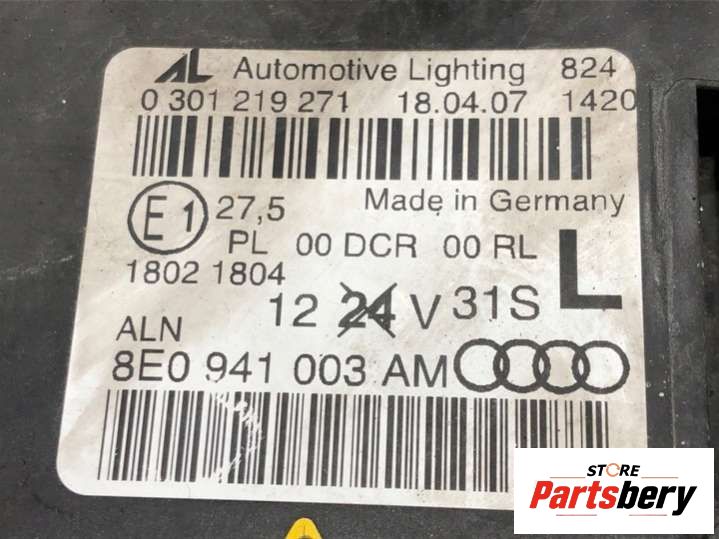 AL Automotive Lighting 824
0 301 219 271 18.04.07 1420
E1 27,5 Made in Germany
PL 00 DCR 00 RL L
1802 1804
12 24 V 31S
ALN
8E0 941 003 AM
STORE
Partsbery